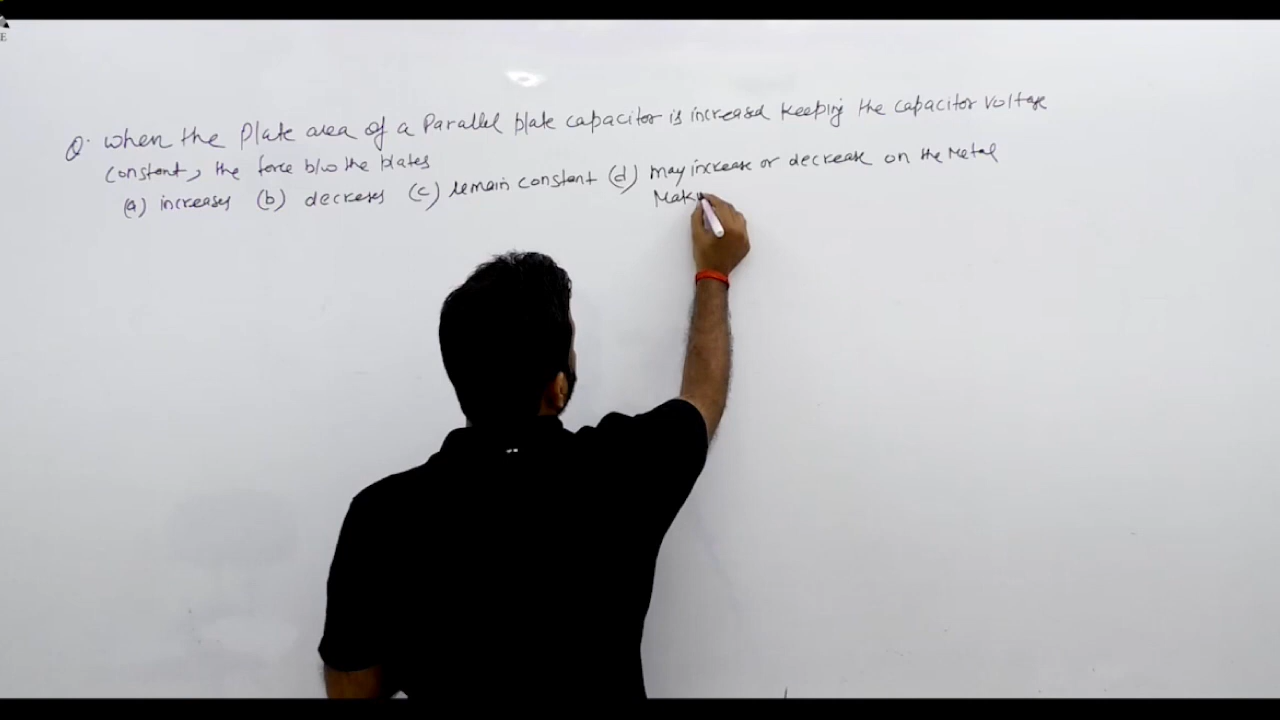 E
Q. when the Plate area of a Parallel plate capacitor is increased keeping the capacitor voltage
constant, the force b/w the plates
(a) increases (b) decreses (c) remain constant (d) may increase or decrease on the Metal
Mak